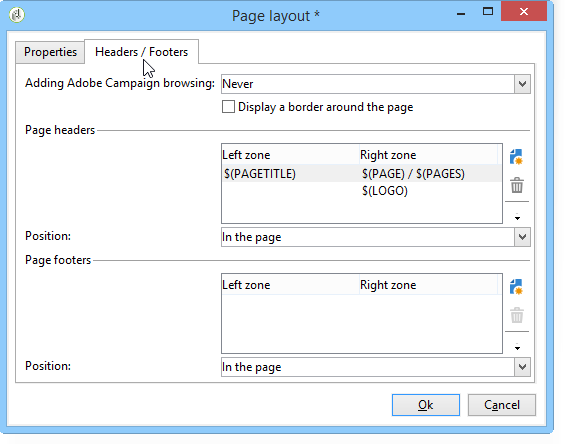 Page layout *
Properties
Headers / Footers
Adding Adobe Campaign browsing: Never
Display a border around the page
Page headers
Left zone Right zone
$(PAGETITLE) $(PAGE) / $(PAGES)
$(LOGO)
Position: In the page
Page footers
Left zone Right zone
Position: In the page
Ok Cancel